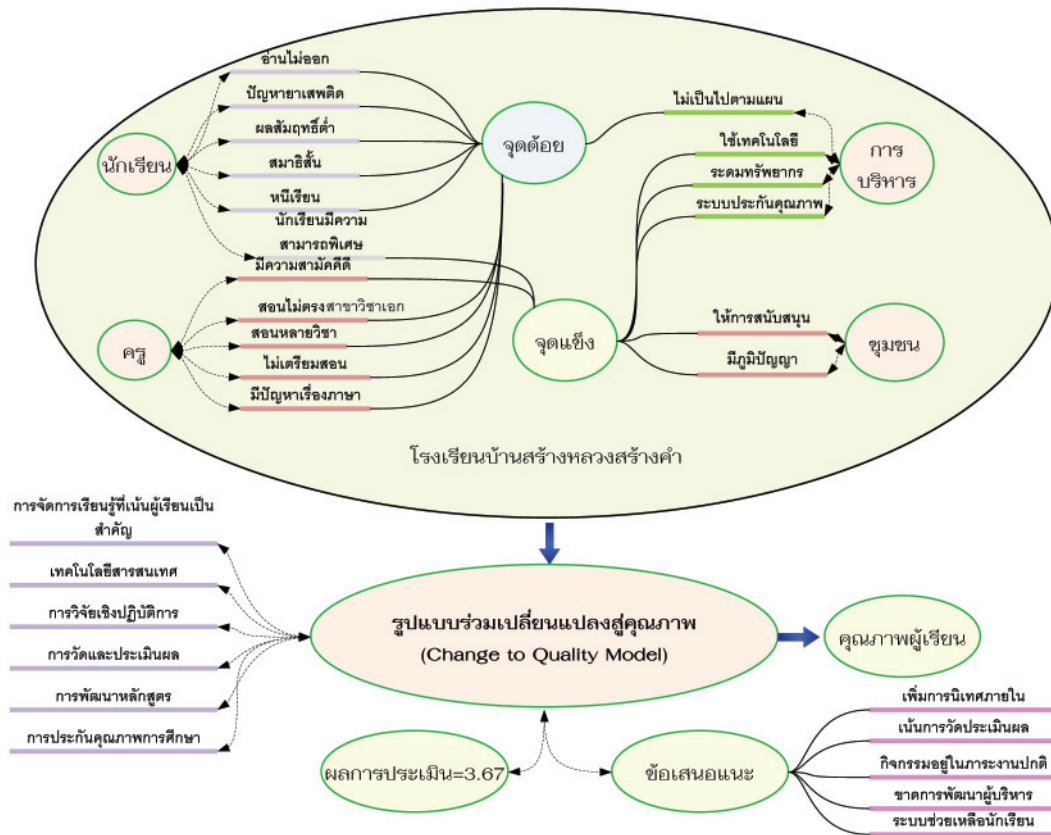 อ่านไม่ออก
ปัญหายาเสพติด
ผลสัมฤทธิ์ต่ำ
สมาธิสั้น
หนีเรียน
นักเรียนมีความ
สามารถพิเศษ
นักเรียน
มีความสามัคคีดี
สอนไม่ตรงสาขาวิชาเอก
สอนหลายวิชา
ไม่เตรียมสอน
มีปัญหาเรื่องภาษา
ครู
จุดด้อย
จุดแข็ง
ไม่เป็นไปตามแผน
ใช้เทคโนโลยี
ระดมทรัพยากร
ระบบประกันคุณภาพ
การ
บริหาร
ให้การสนับสนุน
มีภูมิปัญญา
ชุมชน
โรงเรียนบ้านสร้างหลวงสร้างคำ
การจัดการเรียนรู้ที่เน้นผู้เรียนเป็น
สำคัญ
เทคโนโลยีสารสนเทศ
การวิจัยเชิงปฏิบัติการ
การวัดและประเมินผล
การพัฒนาหลักสูตร
การประกันคุณภาพการศึกษา
รูปแบบร่วมเปลี่ยนแปลงสู่คุณภาพ
(Change to Quality Model)
คุณภาพผู้เรียน
ผลการประเมิน=3.67
ข้อเสนอแนะ
เพิ่มการนิเทศภายใน
เน้นการวัดประเมินผล
กิจกรรมอยู่ในภาระงานปกติ
ขาดการพัฒนาผู้บริหาร
ระบบช่วยเหลือนักเรียน